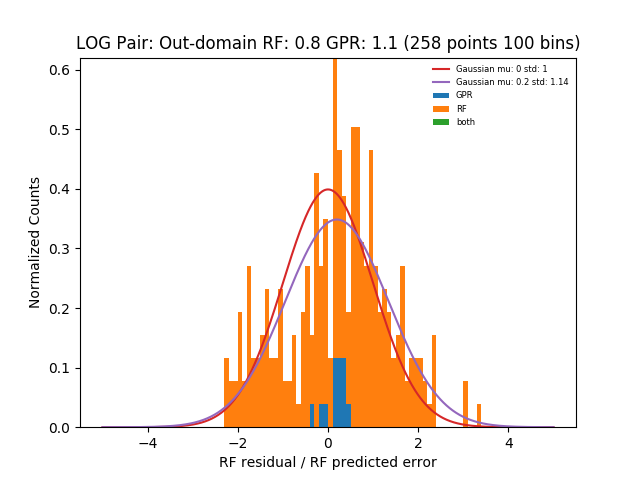 LOG Pair: Out-domain RF: 0.8 GPR: 1.1 (258 points 100 bins)
Gaussian mu: 0 std: 1
Gaussian mu: 0.2 std: 1.14
GPR
RF
both
Normalized Counts
0.6
0.5
0.4
0.3
0.2
0.1
0.0
−4
−2
0
2
4
RF residual / RF predicted error